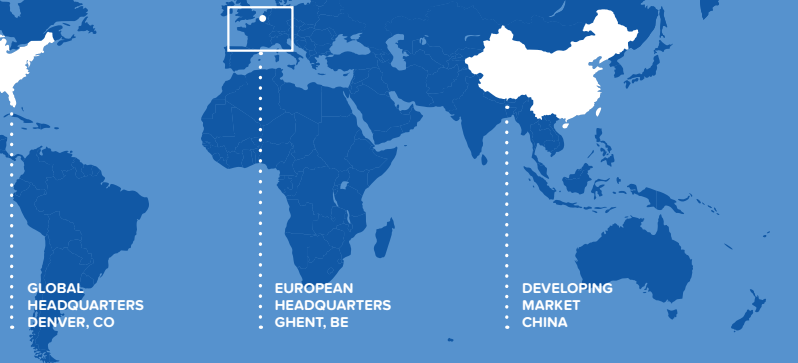 GLOBAL
HEADQUARTERS
DENVER, CO
EUROPEAN
HEADQUARTERS
GHENT, BE
DEVELOPING
MARKET
CHINA